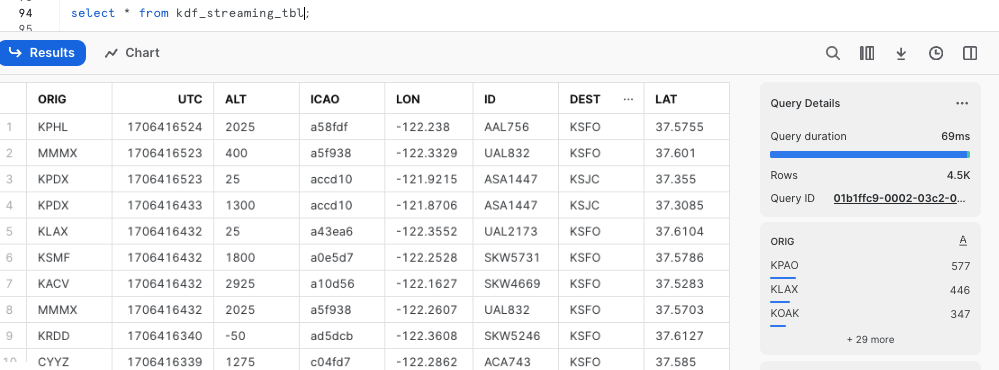 94 select * from kdf_streaming_tbl;
95
Results Chart
ORIG UTC ALT ICAO LON ID DEST ... LAT
1 KPHL 1706416524 2025 a58fdf -122.238 AAL756 KSFO 37.5755
2 MMMX 1706416523 400 a5f938 -122.3329 UAL832 KSFO 37.601
3 KPDX 1706416523 25 accd10 -121.9215 ASA1447 KSJC 37.355
4 KPDX 1706416433 1300 accd10 -121.8706 ASA1447 KSJC 37.3085
5 KLAX 1706416432 25 a43ea6 -122.3552 UAL2173 KSFO 37.6104
6 KSMF 1706416432 1800 a0e5d7 -122.2528 SKW5731 KSFO 37.5786
7 KACV 1706416432 2925 a10d56 -122.1627 SKW4669 KSFO 37.5283
8 MMMX 1706416432 2025 a5f938 -122.2607 UAL832 KSFO 37.5703
9 KRDD 1706416340 -50 ad5dcb -122.3608 SKW5246 KSFO 37.6127
10 CYYZ 1706416339 1275 c04fd7 -122.2862 ACA743 KSFO 37.585
Query Details ...
Query duration 69ms
Rows 4.5K
Query ID 01b1ffc9-0002-03c2-0...
ORIG A
KPAO 577
KLAX 446
KOAK 347
+ 29 more